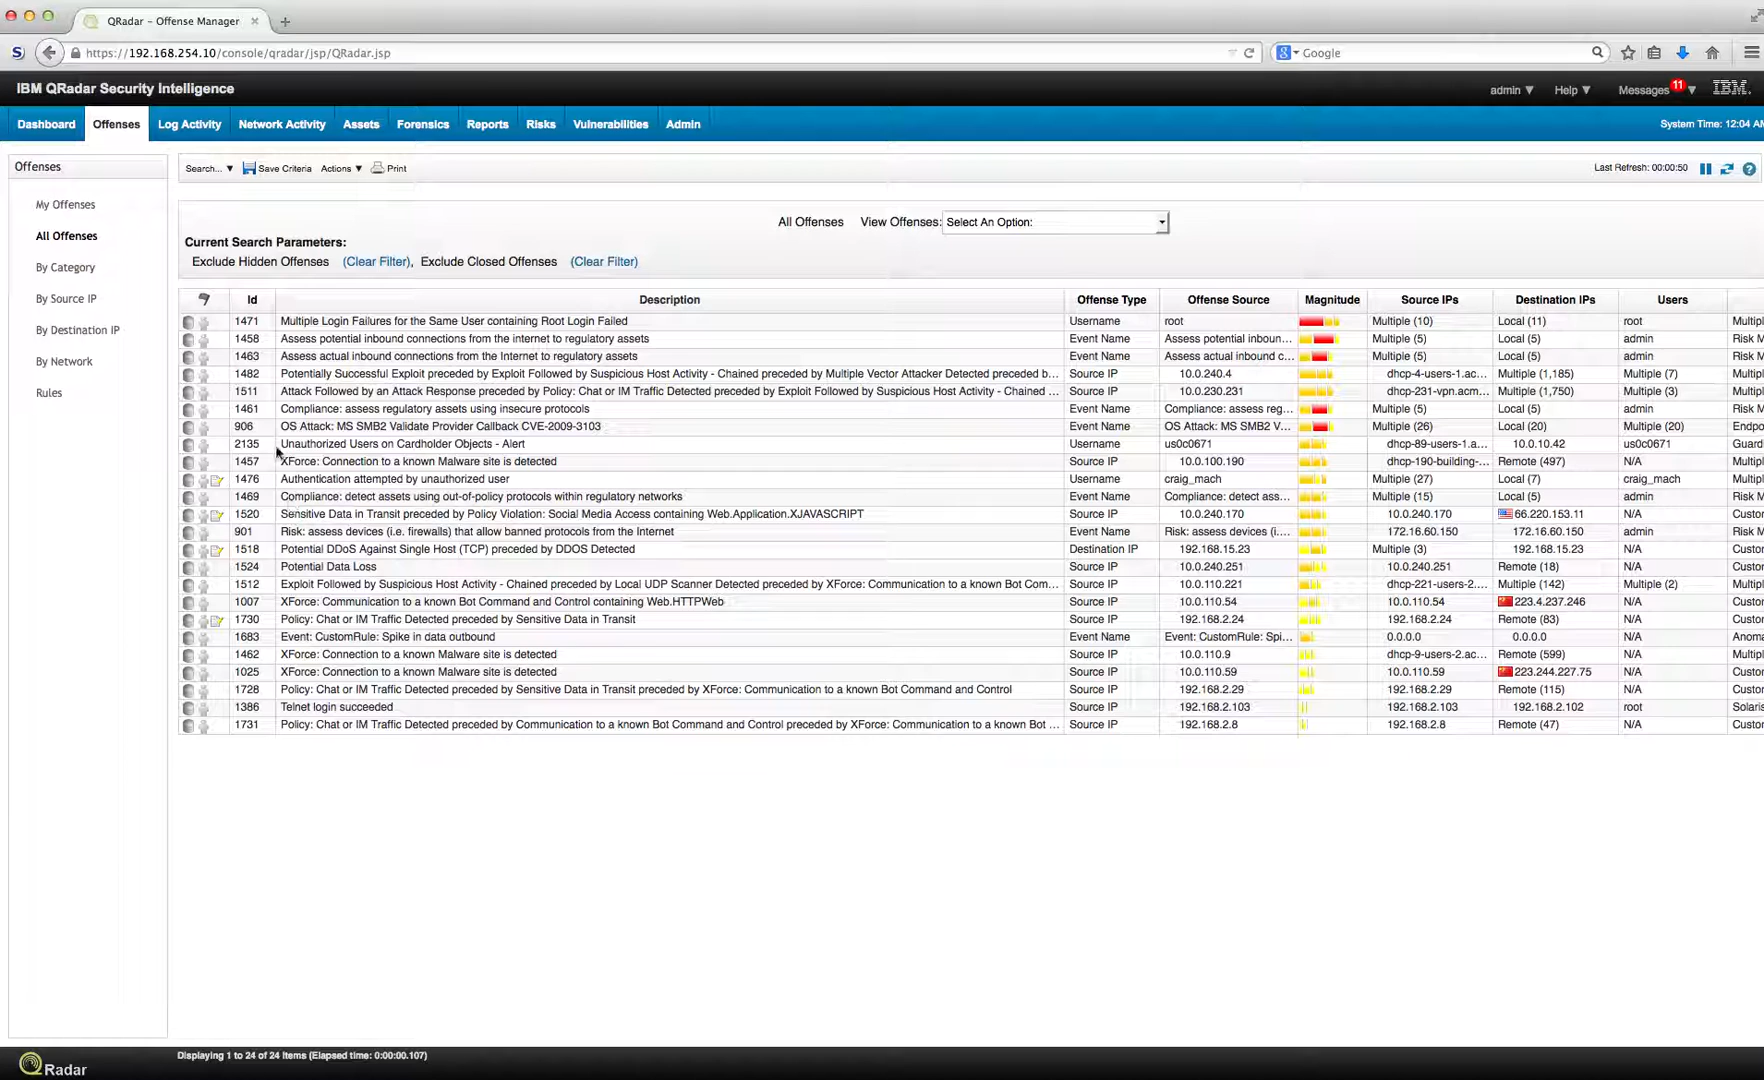 QRadar – Offense Manager
https://192.168.254.10/console/qradar/jsp/QRadar.jsp Google
IBM QRadar Security Intelligence admin Help Messages 11 IBM.
Dashboard Offenses Log Activity Network Activity Assets Forensics Reports Risks Vulnerabilities Admin System Time: 12:04 AM
Offenses Search... Save Criteria Actions Print Last Refresh: 00:00:50
My Offenses
All Offenses
By Category
By Source IP
By Destination IP
By Network
Rules
All Offenses View Offenses: Select An Option:
Current Search Parameters:
Exclude Hidden Offenses (Clear Filter), Exclude Closed Offenses (Clear Filter)
Id Description Offense Type Offense Source Magnitude Source IPs Destination IPs Users
1471 Multiple Login Failures for the Same User containing Root Login Failed Username root Multiple (10) Local (11) root Multipl
1458 Assess potential inbound connections from the internet to regulatory assets Event Name Assess potential inboun... Multiple (5) Local (5) admin Risk M
1463 Assess actual inbound connections from the Internet to regulatory assets Event Name Assess actual inbound c... Multiple (5) Local (5) admin Risk M
1482 Potentially Successful Exploit preceded by Exploit Followed by Suspicious Host Activity - Chained preceded by Multiple Vector Attacker Detected preceded b... Source IP 10.0.240.4 dhcp-4-users-1.ac... Multiple (1,185) Multiple (7) Multipl
1511 Attack Followed by an Attack Response preceded by Policy: Chat or IM Traffic Detected preceded by Exploit Followed by Suspicious Host Activity - Chained ... Source IP 10.0.230.231 dhcp-231-vpn.acm... Multiple (1,750) Multiple (3) Multipl
1461 Compliance: assess regulatory assets using insecure protocols Event Name Compliance: assess reg... Multiple (5) Local (5) admin Risk M
906 OS Attack: MS SMB2 Validate Provider Callback CVE-2009-3103 Event Name OS Attack: MS SMB2 V... Multiple (26) Local (20) Multiple (20) Endpo
2135 Unauthorized Users on Cardholder Objects - Alert Username us0c0671 dhcp-89-users-1.a... 10.0.10.42 us0c0671 Guard
1457 XForce: Connection to a known Malware site is detected Source IP 10.0.100.190 dhcp-190-building-... Remote (497) N/A Multipl
1476 Authentication attempted by unauthorized user Username craig_mach Multiple (27) Local (7) craig_mach Multipl
1469 Compliance: detect assets using out-of-policy protocols within regulatory networks Event Name Compliance: detect ass... Multiple (15) Local (5) admin Risk M
1520 Sensitive Data in Transit preceded by Policy Violation: Social Media Access containing Web.Application.XJAVASCRIPT Source IP 10.0.240.170 10.0.240.170 66.220.153.11 N/A Custo
901 Risk: assess devices (i.e. firewalls) that allow banned protocols from the Internet Event Name Risk: assess devices (i.... 172.16.60.150 172.16.60.150 admin Risk M
1518 Potential DDoS Against Single Host (TCP) preceded by DDOS Detected Destination IP 192.168.15.23 Multiple (3) 192.168.15.23 N/A Custo
1524 Potential Data Loss Source IP 10.0.240.251 10.0.240.251 Remote (18) N/A Custo
1512 Exploit Followed by Suspicious Host Activity - Chained preceded by Local UDP Scanner Detected preceded by XForce: Communication to a known Bot Com... Source IP 10.0.110.221 dhcp-221-users-2.... Multiple (142) Multiple (2) Multipl
1007 XForce: Communication to a known Bot Command and Control containing Web.HTTPWeb Source IP 10.0.110.54 10.0.110.54 223.4.237.246 N/A Custo
1730 Policy: Chat or IM Traffic Detected preceded by Sensitive Data in Transit Source IP 192.168.2.24 192.168.2.24 Remote (83) N/A Custo
1683 Event: CustomRule: Spike in data outbound Event Name Event: CustomRule: Spi... 0.0.0.0 0.0.0.0 N/A Anoma
1462 XForce: Connection to a known Malware site is detected Source IP 10.0.110.9 dhcp-9-users-2.ac... Remote (599) N/A Multipl
1025 XForce: Connection to a known Malware site is detected Source IP 10.0.110.59 10.0.110.59 223.244.227.75 N/A Custo
1728 Policy: Chat or IM Traffic Detected preceded by Sensitive Data in Transit preceded by XForce: Communication to a known Bot Command and Control Source IP 192.168.2.29 192.168.2.29 Remote (115) N/A Custo
1386 Telnet login succeeded Source IP 192.168.2.103 192.168.2.103 192.168.2.102 root Solaris
1731 Policy: Chat or IM Traffic Detected preceded by Communication to a known Bot Command and Control preceded by XForce: Communication to a known Bot ... Source IP 192.168.2.8 192.168.2.8 Remote (47) N/A Custo
Displaying 1 to 24 of 24 items (Elapsed time: 0:00:00.107)
QRadar